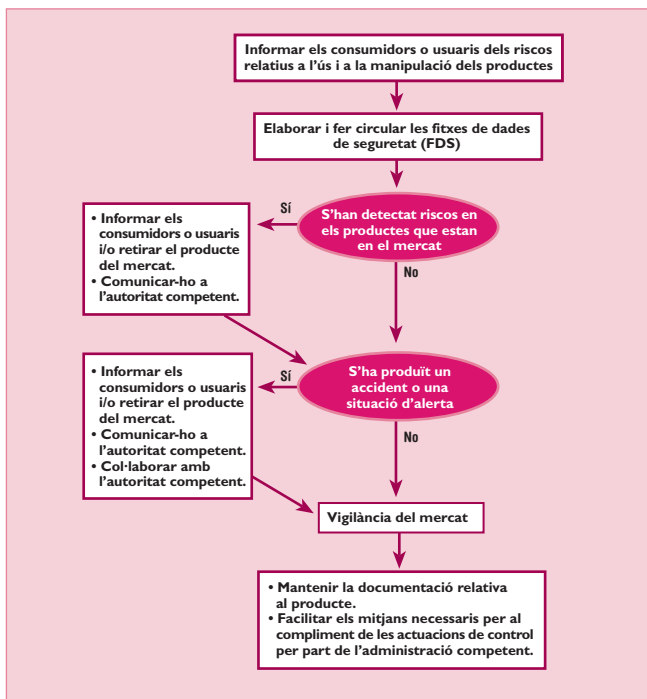 Informar els consumidors o usuaris dels riscos
relatius a l'ús i a la manipulació dels productes
Elaborar i fer circular les fitxes de dades
de seguretat (FDS)
S'han detectat riscos en
els productes que estan
en el mercat
Sí
• Informar els
consumidors o usuaris
i/o retirar el producte
del mercat.
• Comunicar-ho a
l'autoritat competent.
No
S'ha produït un
accident o una
situació d'alerta
Sí
• Informar els
consumidors o usuaris
i/o retirar el producte
del mercat.
• Comunicar-ho a
l'autoritat competent.
• Col·laborar amb
l'autoritat competent.
No
Vigilància del mercat
• Mantenir la documentació relativa
al producte.
• Facilitar els mitjans necessaris per al
compliment de les actuacions de control
per part de l'administració competent.